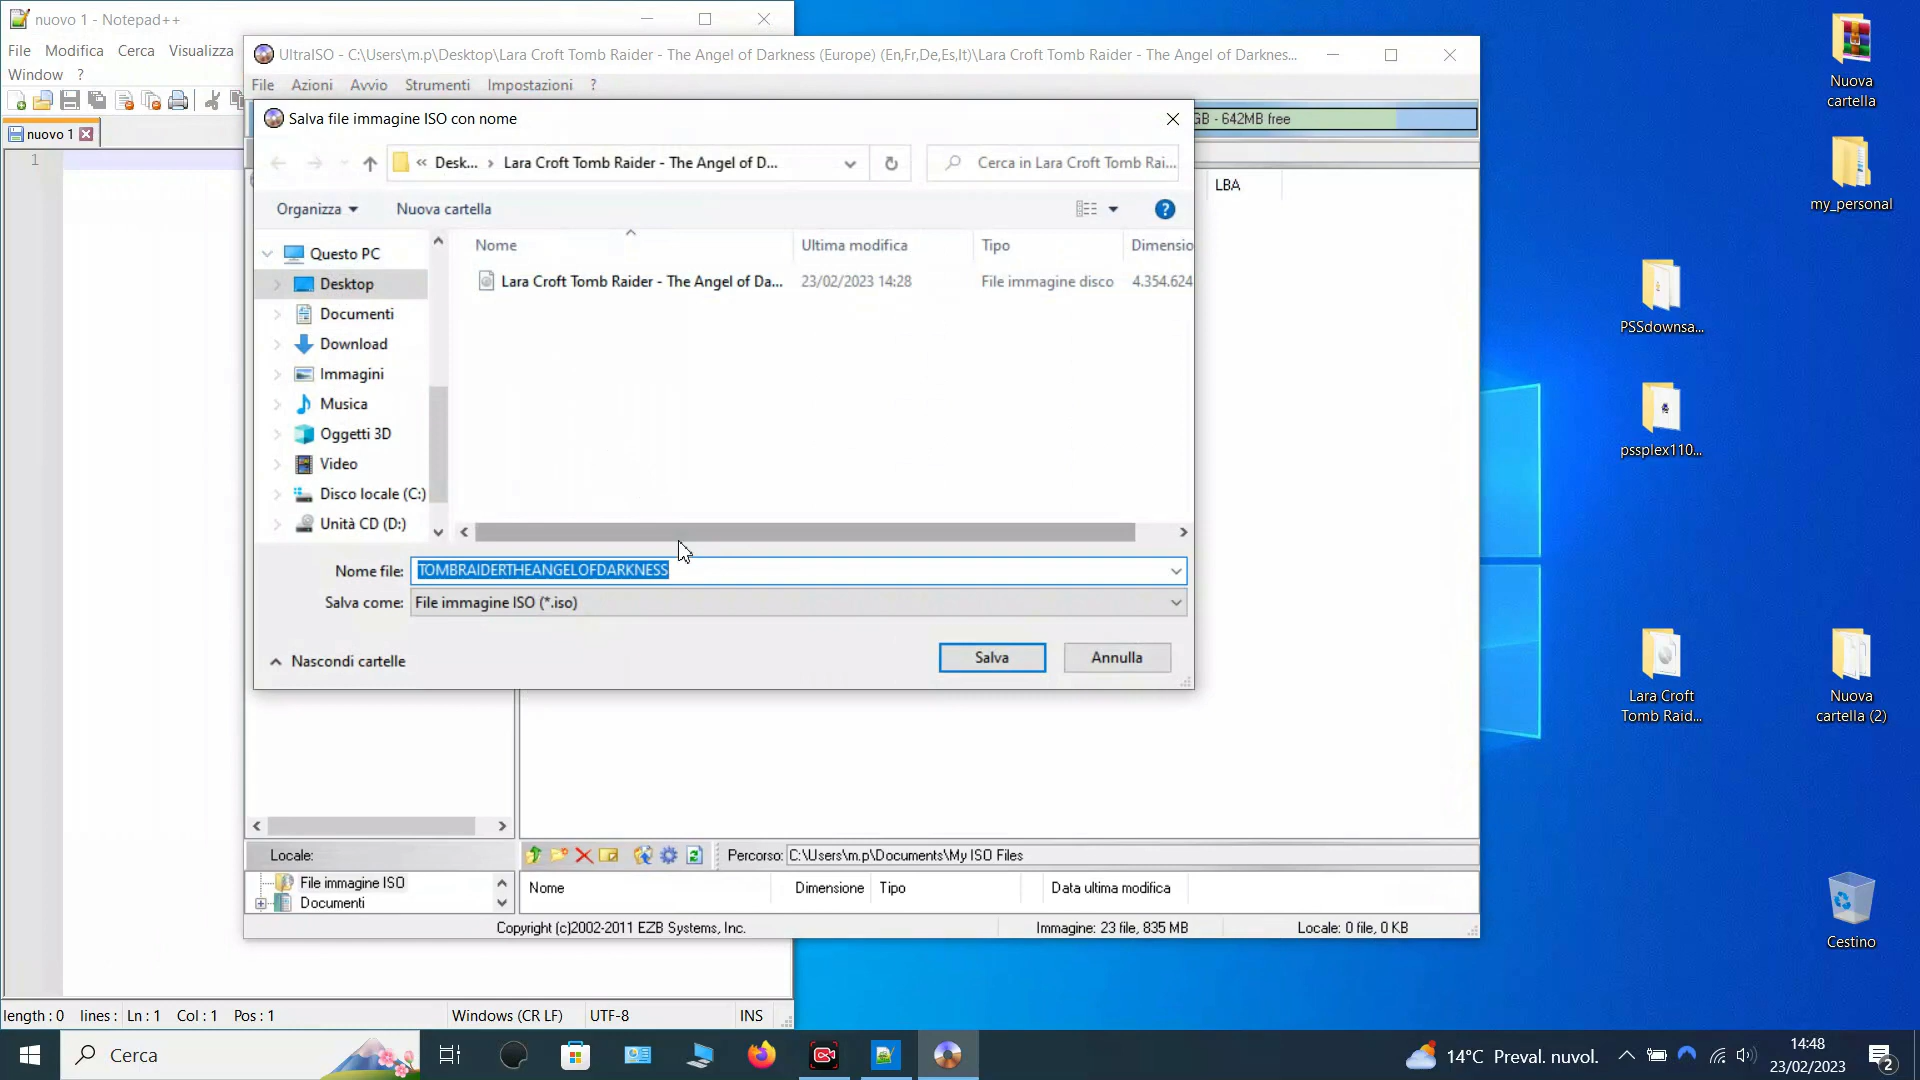 nuovo 1 - Notepad++
File Modifica Cerca Visualizza
Window ?
nuovo 1
1
UltraISO - C:\Users\m.p\Desktop\Lara Croft Tomb Raider - The Angel of Darkness (Europe) (En,Fr,De,Es,It)\Lara Croft Tomb Raider - The Angel of Darknes...
File Azioni Avvio Strumenti Impostazioni ?
GB - 642MB free
LBA
Salva file immagine ISO con nome
« Desk... › Lara Croft Tomb Raider - The Angel of D...
Cerca in Lara Croft Tomb Rai...
Organizza Nuova cartella
Nome Ultima modifica Tipo Dimensio
Lara Croft Tomb Raider - The Angel of Da... 23/02/2023 14:28 File immagine disco 4.354.624
Questo PC
Desktop
Documenti
Download
Immagini
Musica
Oggetti 3D
Video
Disco locale (C:)
Unità CD (D:)
Nome file: TOMBRAIDERTHEANGELOFDARKNESS
Salva come: File immagine ISO (*.iso)
Nascondi cartelle
Salva Annulla
Locale:
Percorso: C:\Users\m.p\Documents\My ISO Files
File immagine ISO
Documenti
Nome Dimensione Tipo Data ultima modifica
Copyright (c)2002-2011 EZB Systems, Inc. Immagine: 23 file, 835 MB Locale: 0 file, 0 KB
length : 0 lines : Ln : 1 Col : 1 Pos : 1 Windows (CR LF) UTF-8 INS
Nuova
cartella
my_personal
PSSdownsa...
pssplex110...
Lara Croft
Tomb Raid...
Nuova
cartella (2)
Cestino
Cerca
14°C Preval. nuvol.
14:48
23/02/2023
2